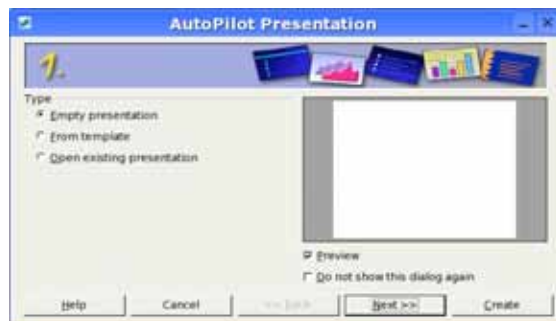 AutoPilot Presentation
1.
Type
Empty presentation
From template
Open existing presentation
Preview
Do not show this dialog again
Help Cancel << Back Next >> Create